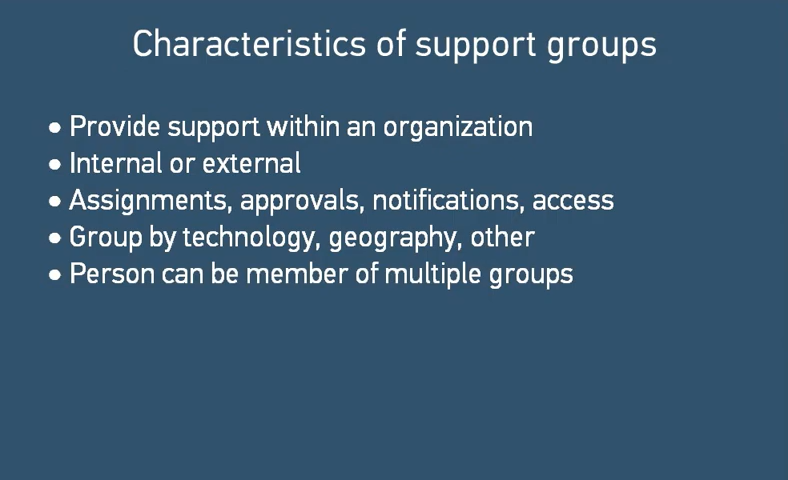 Characteristics of support groups
• Provide support within an organization
• Internal or external
• Assignments, approvals, notifications, access
• Group by technology, geography, other
• Person can be member of multiple groups